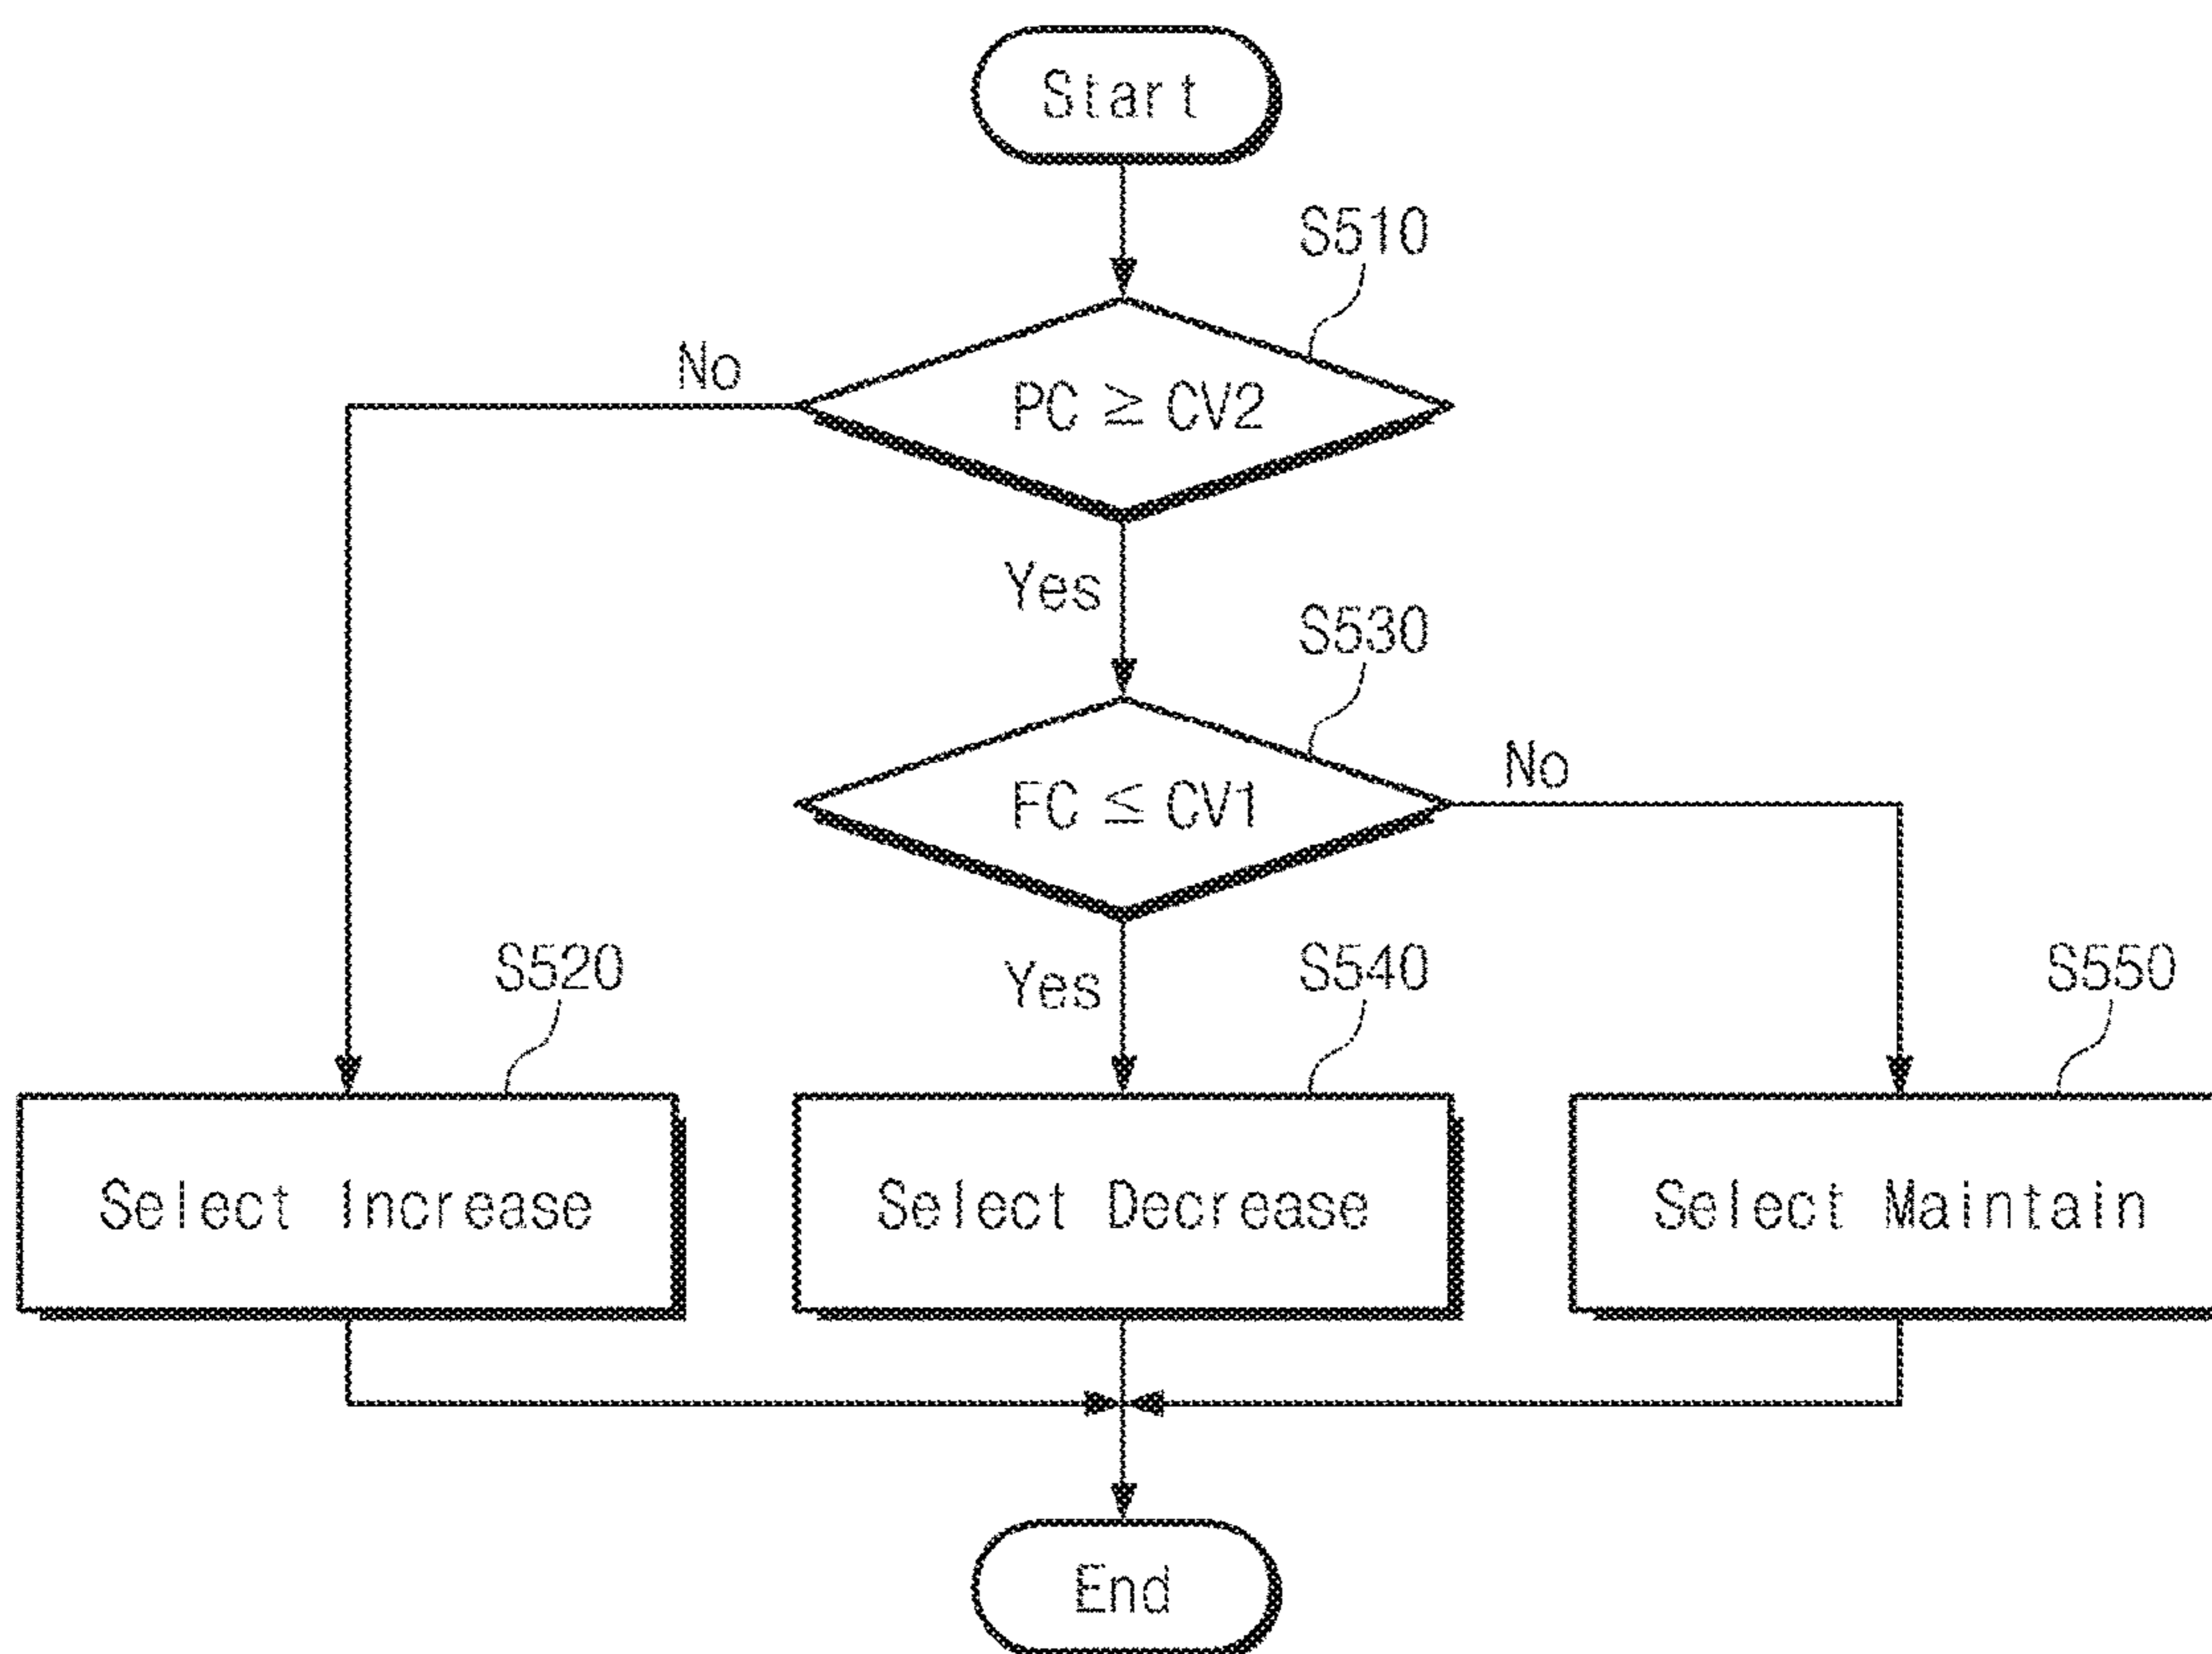 Start
S510
No
PC ≥ CV2
Yes
S530
FC ≤ CV1
No
S520
Yes
S540
S550
Select Increase
Select Decrease
Select Maintain
End